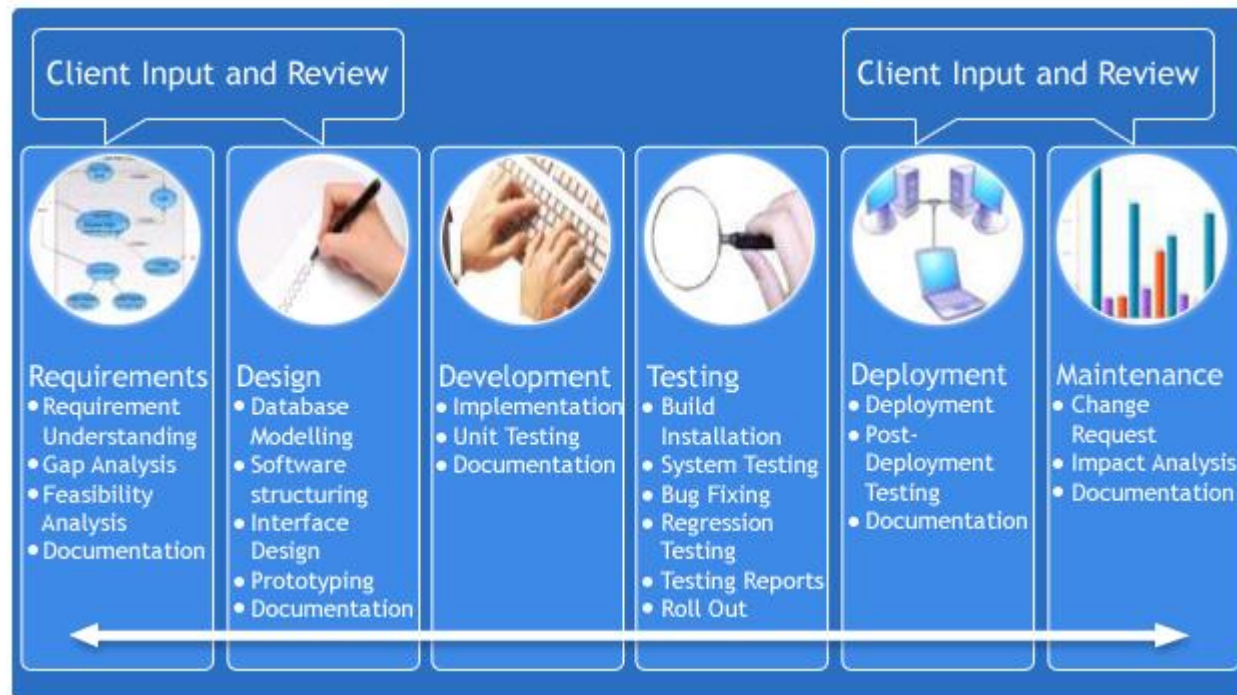 Client Input and Review
Client Input and Review
Requirements
• Requirement
Understanding
• Gap Analysis
• Feasibility
Analysis
• Documentation
Design
• Database
Modelling
• Software
structuring
• Interface
Design
• Prototyping
• Documentation
Development
• Implementation
• Unit Testing
• Documentation
Testing
• Build
Installation
• System Testing
• Bug Fixing
• Regression
Testing
• Testing Reports
• Roll Out
Deployment
• Deployment
• Post-
Deployment
Testing
• Documentation
Maintenance
• Change
Request
• Impact Analysis
• Documentation